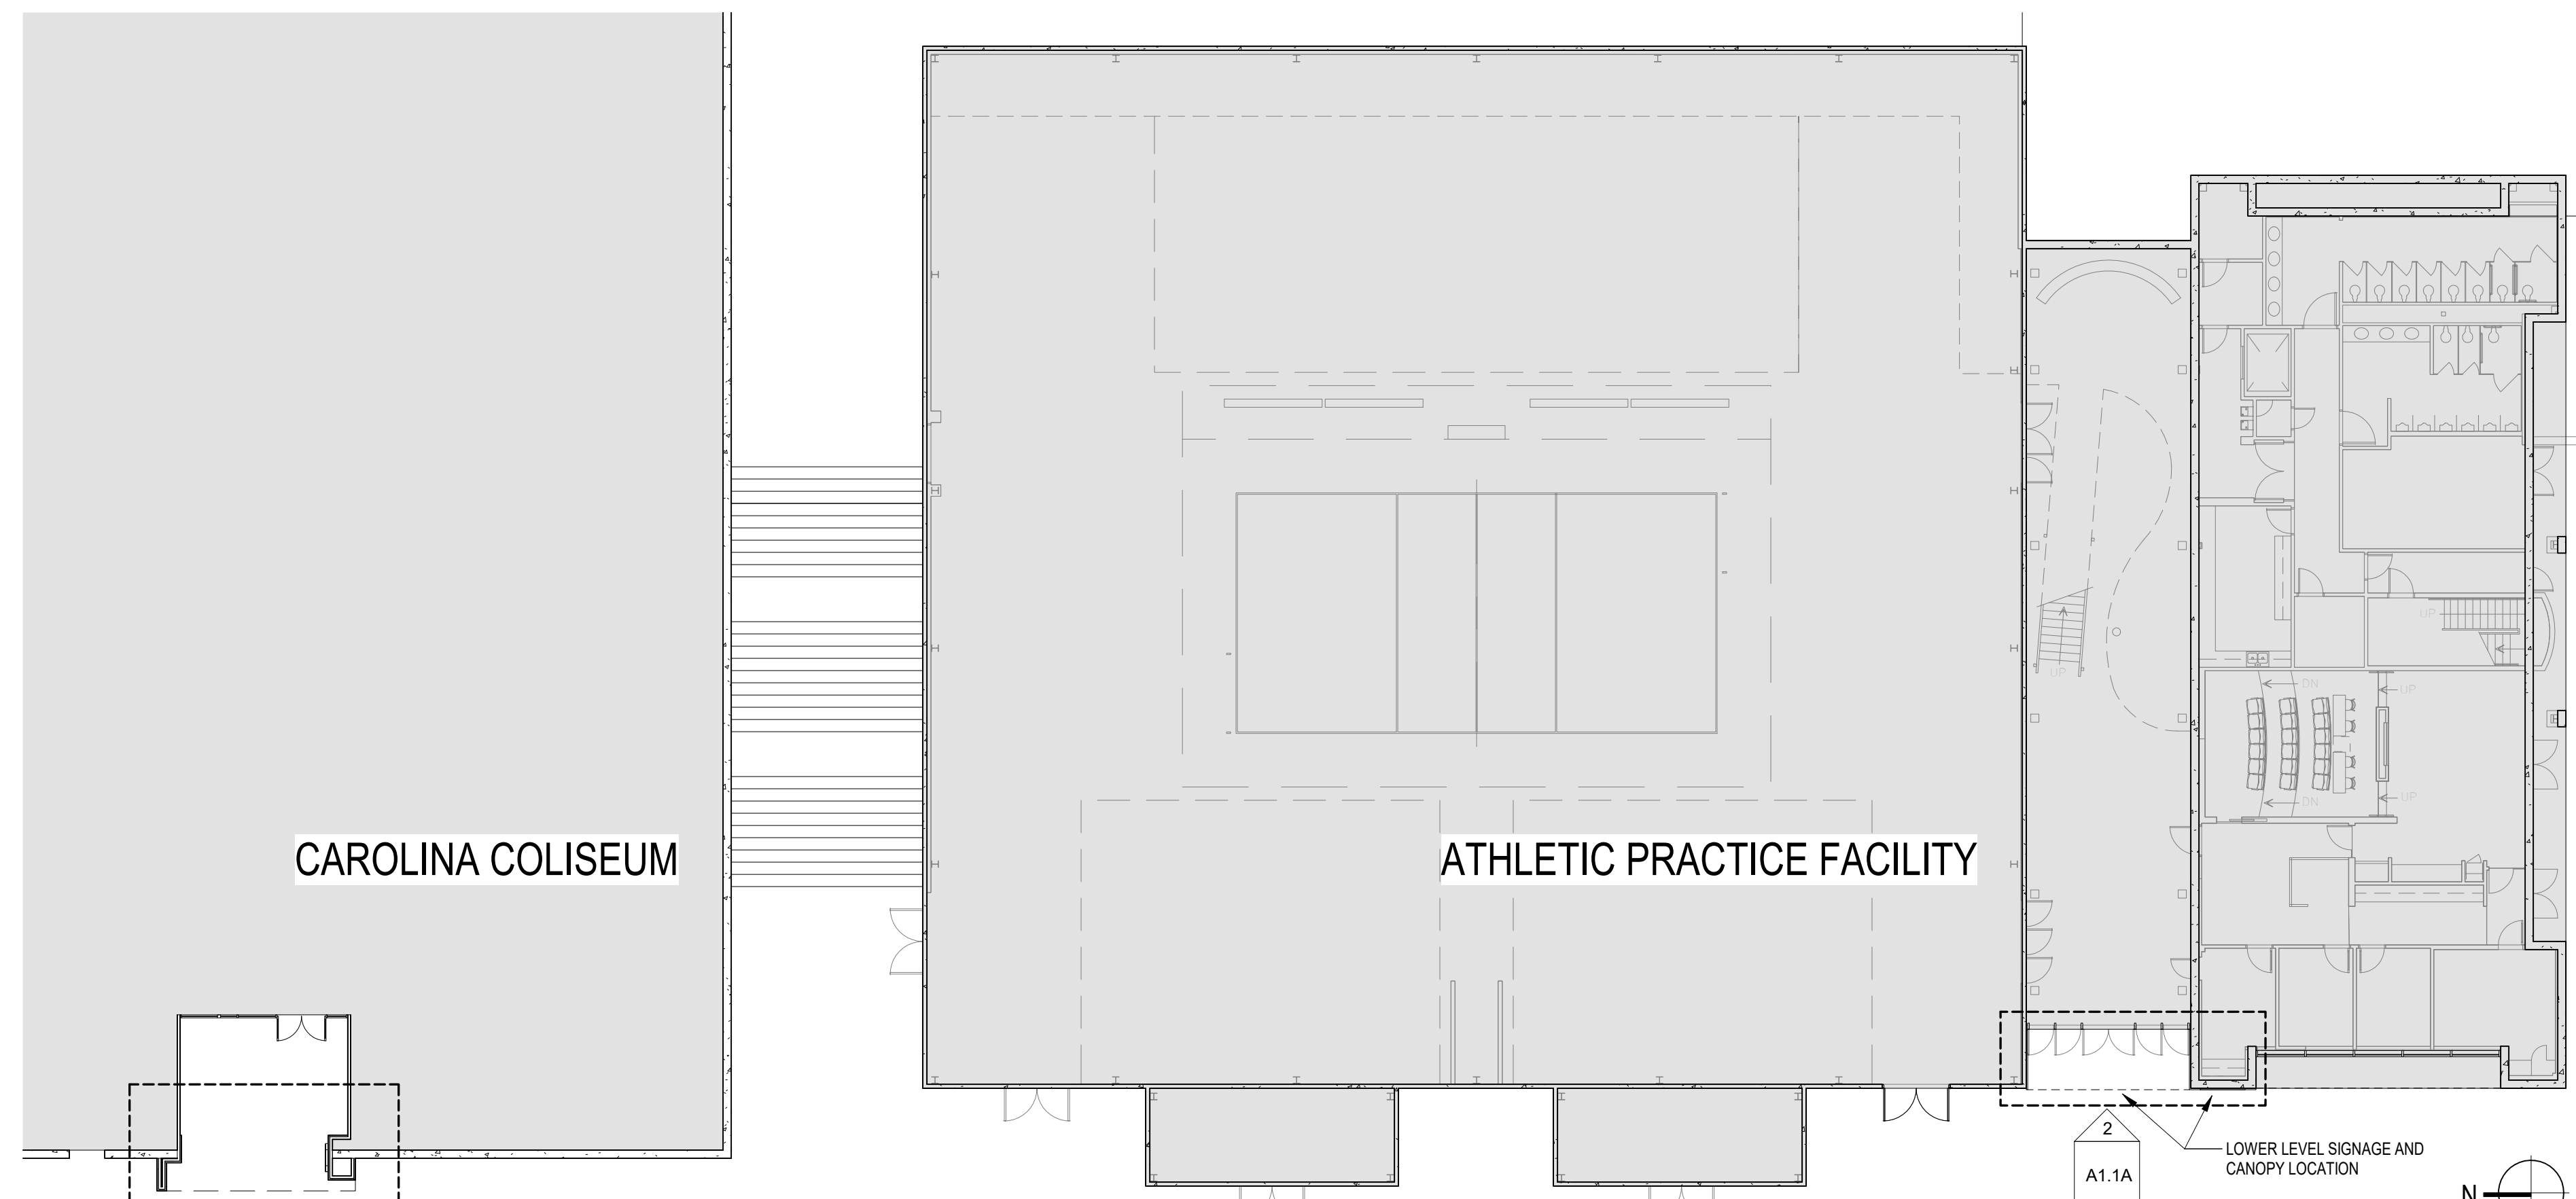 UP
UP
DN
UP
DN
UP
CAROLINA COLISEUM
ATHLETIC PRACTICE FACILITY
2
A1.1A
LOWER LEVEL SIGNAGE AND
CANOPY LOCATION
N